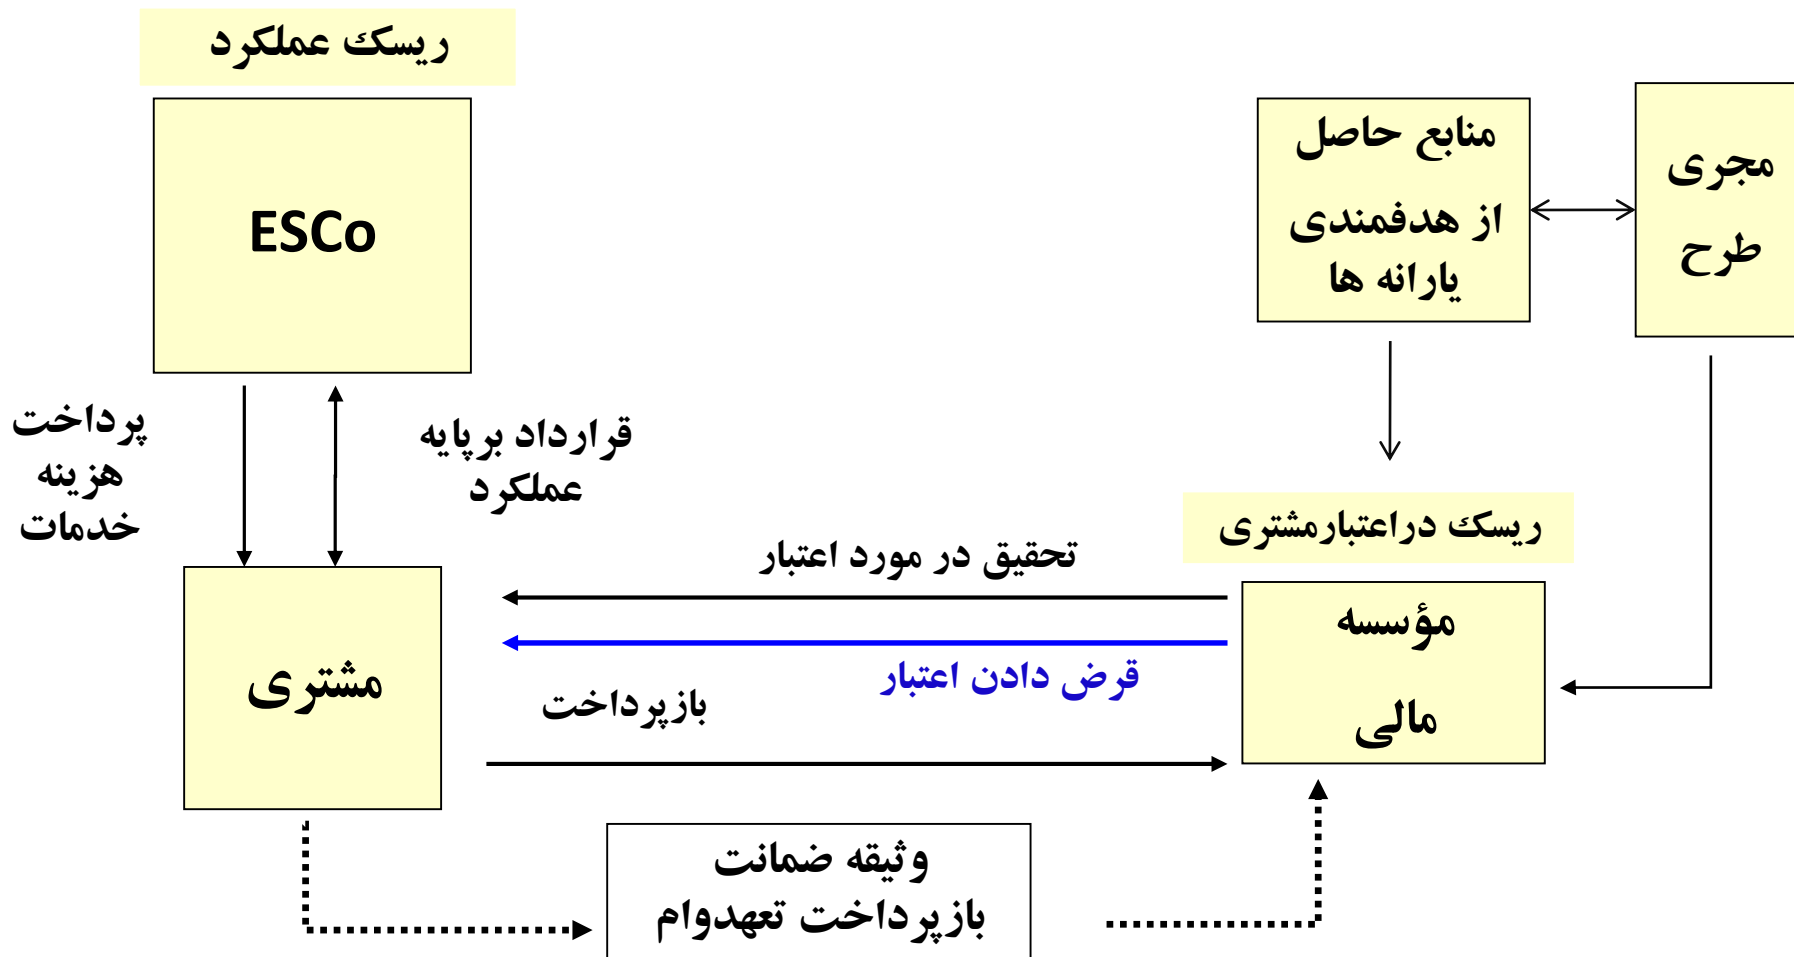 ریسک عملکرد
ESCo
منابع حاصل
از هدفمندی
یارانه ها
مجری
طرح
پرداخت
هزینه
خدمات
قرارداد برپایه
عملکرد
ریسک دراعتبارمشتری
تحقیق در مورد اعتبار
قرض دادن اعتبار
بازپرداخت
مشتری
مؤسسه
مالی
وثیقه ضمانت
بازپرداخت تعهدوام